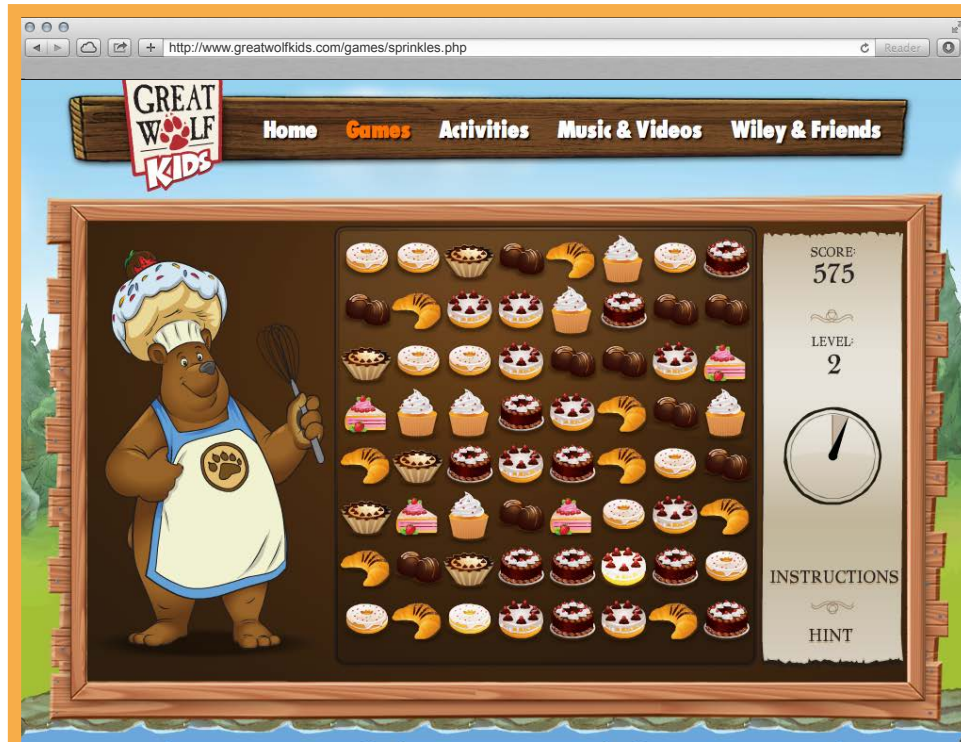 http://www.greatwolfkids.com/games/sprinkles.php
Reader
GREAT
WOLF
KIDS
Home Games Activities Music & Videos Wiley & Friends
SCORE:
575
LEVEL:
2
INSTRUCTIONS
HINT